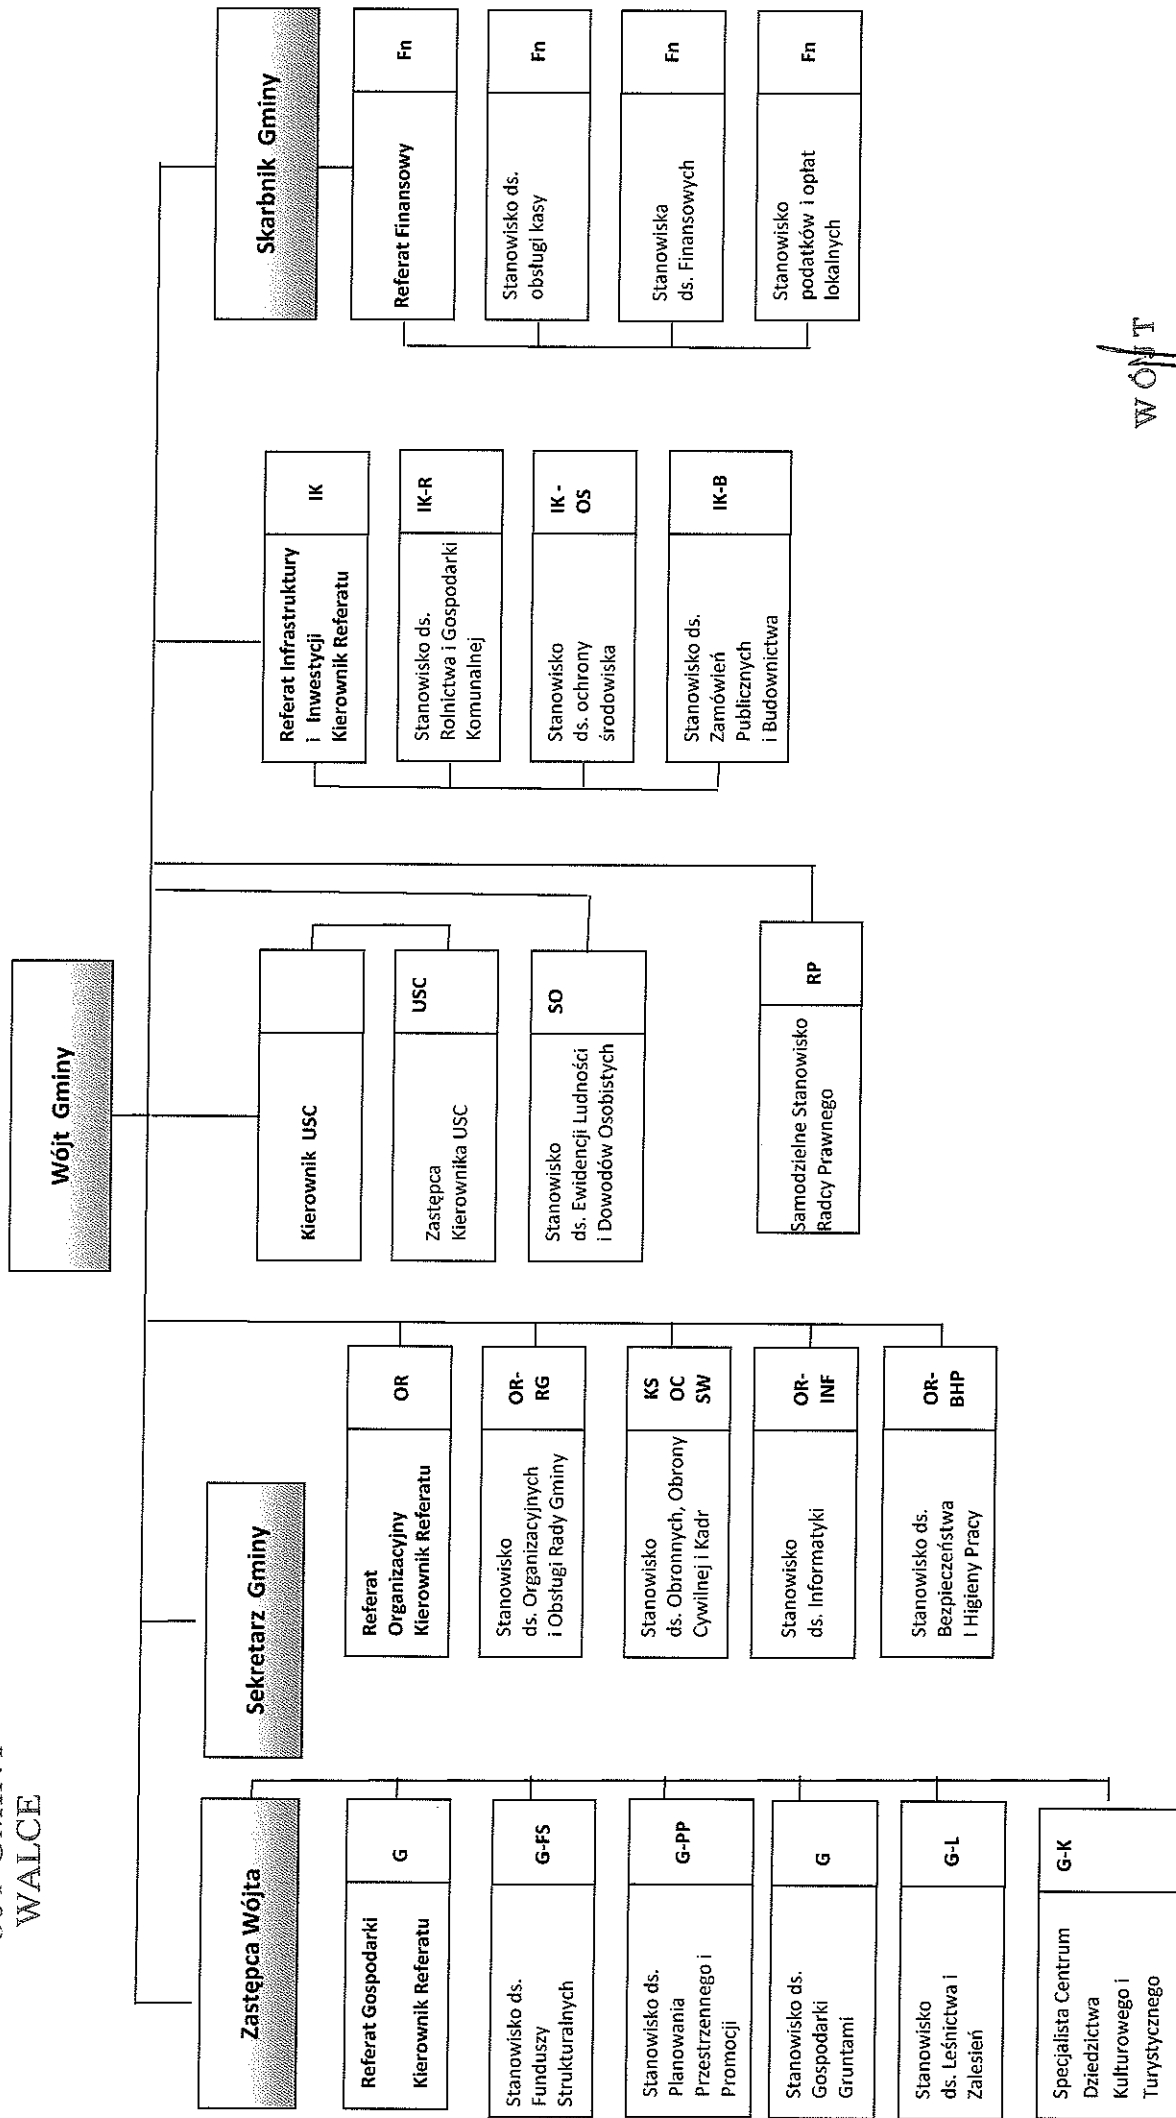 WALCE
Wójt Gminy
Zastępca Wójta
Referat Gospodarki
Kierownik Referatu
G
Stanowisko ds.
Funduszy
Strukturalnych
G-FS
Stanowisko ds.
Planowania
Przestrzennego i
Promocji
G-PP
Stanowisko ds.
Gospodarki
Gruntami
G
Stanowisko
ds. Leśnictwa i
Zalesień
G-L
Specjalista Centrum
Dziedzictwa
Kulturowego i
Turystycznego
G-K
Sekretarz Gminy
Referat
Organizacyjny
Kierownik Referatu
OR
Stanowisko
ds. Organizacyjnych
i Obsługi Rady Gminy
OR-
RG
Stanowisko
ds. Obronnych, Obrony
Cywilnej i Kadr
KS
OC
SW
Stanowisko
ds. Informatyki
OR-
INF
Stanowisko ds.
Bezpieczeństwa
I Higieny Pracy
OR-
BHP
Kierownik USC
Zastępca
Kierownika USC
USC
Stanowisko
ds. Ewidencji Ludności
i Dowodów Osobistych
SO
Samodzielne Stanowisko
Radcy Prawnego
RP
Referat Infrastruktury
i Inwestycji
Kierownik Referatu
IK
Stanowisko ds.
Rolnictwa i Gospodarki
Komunalnej
IK-R
Stanowisko
ds. ochrony
środowiska
IK -
OS
Stanowisko ds.
Zamówień
Publicznych
i Budownictwa
IK-B
Skarbnik Gminy
Referat Finansowy
Fn
Stanowisko ds.
obsługi kasy
Fn
Stanowiska
ds. Finansowych
Fn
Stanowisko
podatków i opłat
lokalnych
Fn
WÓJT